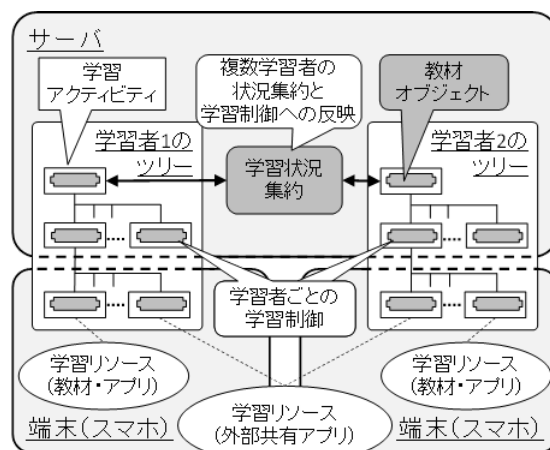 サーバ
学習
アクティビティ
複数学習者の
状況集約と
学習制御への反映
教材
オブジェクト
学習者1の
ツリー
学習状況
集約
学習者2の
ツリー
....
....
学習者ごとの
学習制御
....
....
学習リソース
(教材・アプリ)
学習リソース
(教材・アプリ)
端末(スマホ)
学習リソース
(外部共有アプリ)
端末(スマホ)